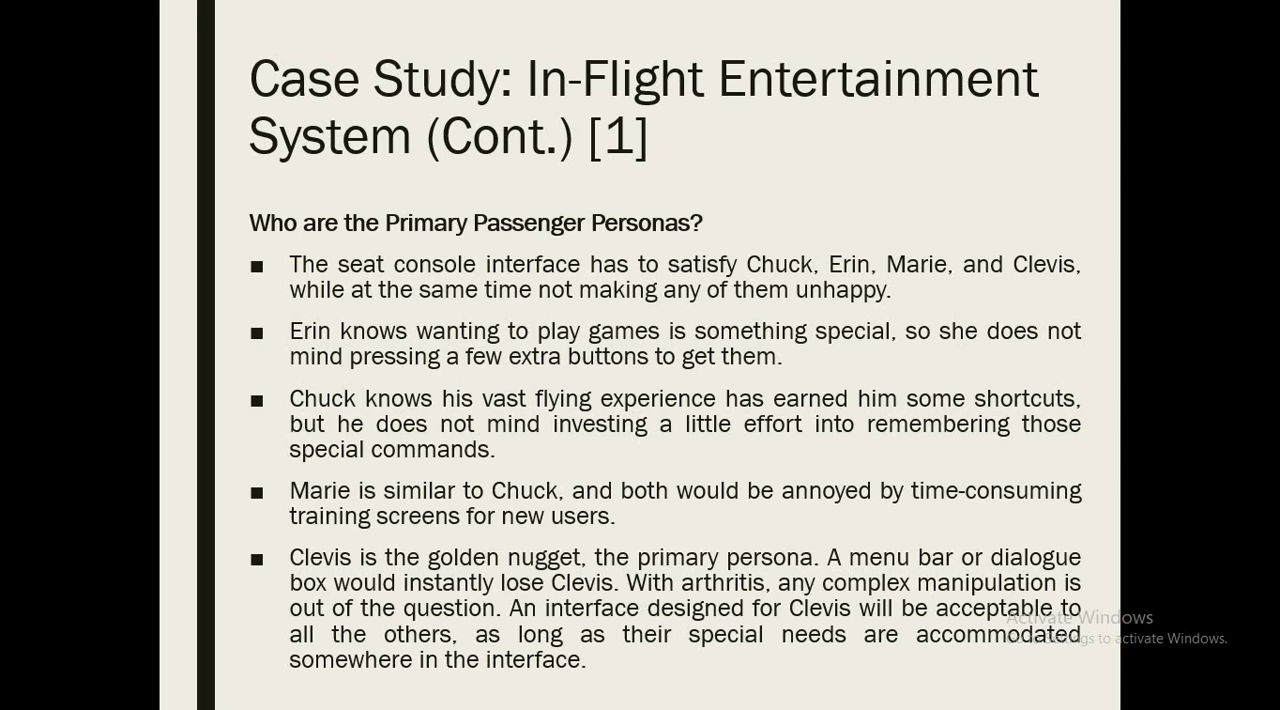 Case Study: In-Flight Entertainment
System (Cont.) [1]
Who are the Primary Passenger Personas?
■ The seat console interface has to satisfy Chuck, Erin, Marie, and Clevis,
while at the same time not making any of them unhappy.
■ Erin knows wanting to play games is something special, so she does not
mind pressing a few extra buttons to get them.
■ Chuck knows his vast flying experience has earned him some shortcuts,
but he does not mind investing a little effort into remembering those
special commands.
■ Marie is similar to Chuck, and both would be annoyed by time-consuming
training screens for new users.
■ Clevis is the golden nugget, the primary persona. A menu bar or dialogue
box would instantly lose Clevis. With arthritis, any complex manipulation is
out of the question. An interface designed for Clevis will be acceptable to
all the others, as long as their special needs are accommodated
somewhere in the interface.
Activate Windows
to activate Windows.